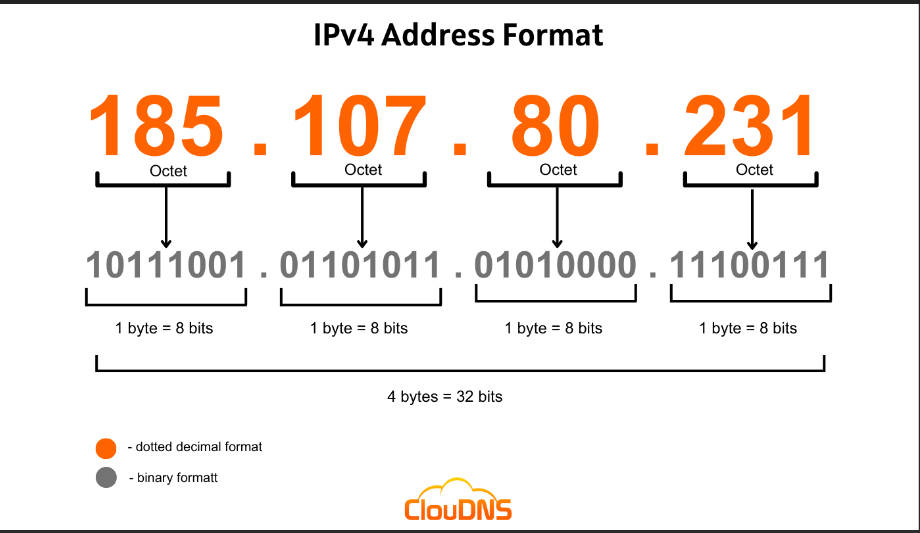 IPv4 Address Format
185 . 107 . 80 . 231
Octet Octet Octet Octet
10111001 . 01101011 . 01010000 . 11100111
1 byte = 8 bits 1 byte = 8 bits 1 byte = 8 bits 1 byte = 8 bits
4 bytes = 32 bits
- dotted decimal format
- binary formatt
ClouDNS